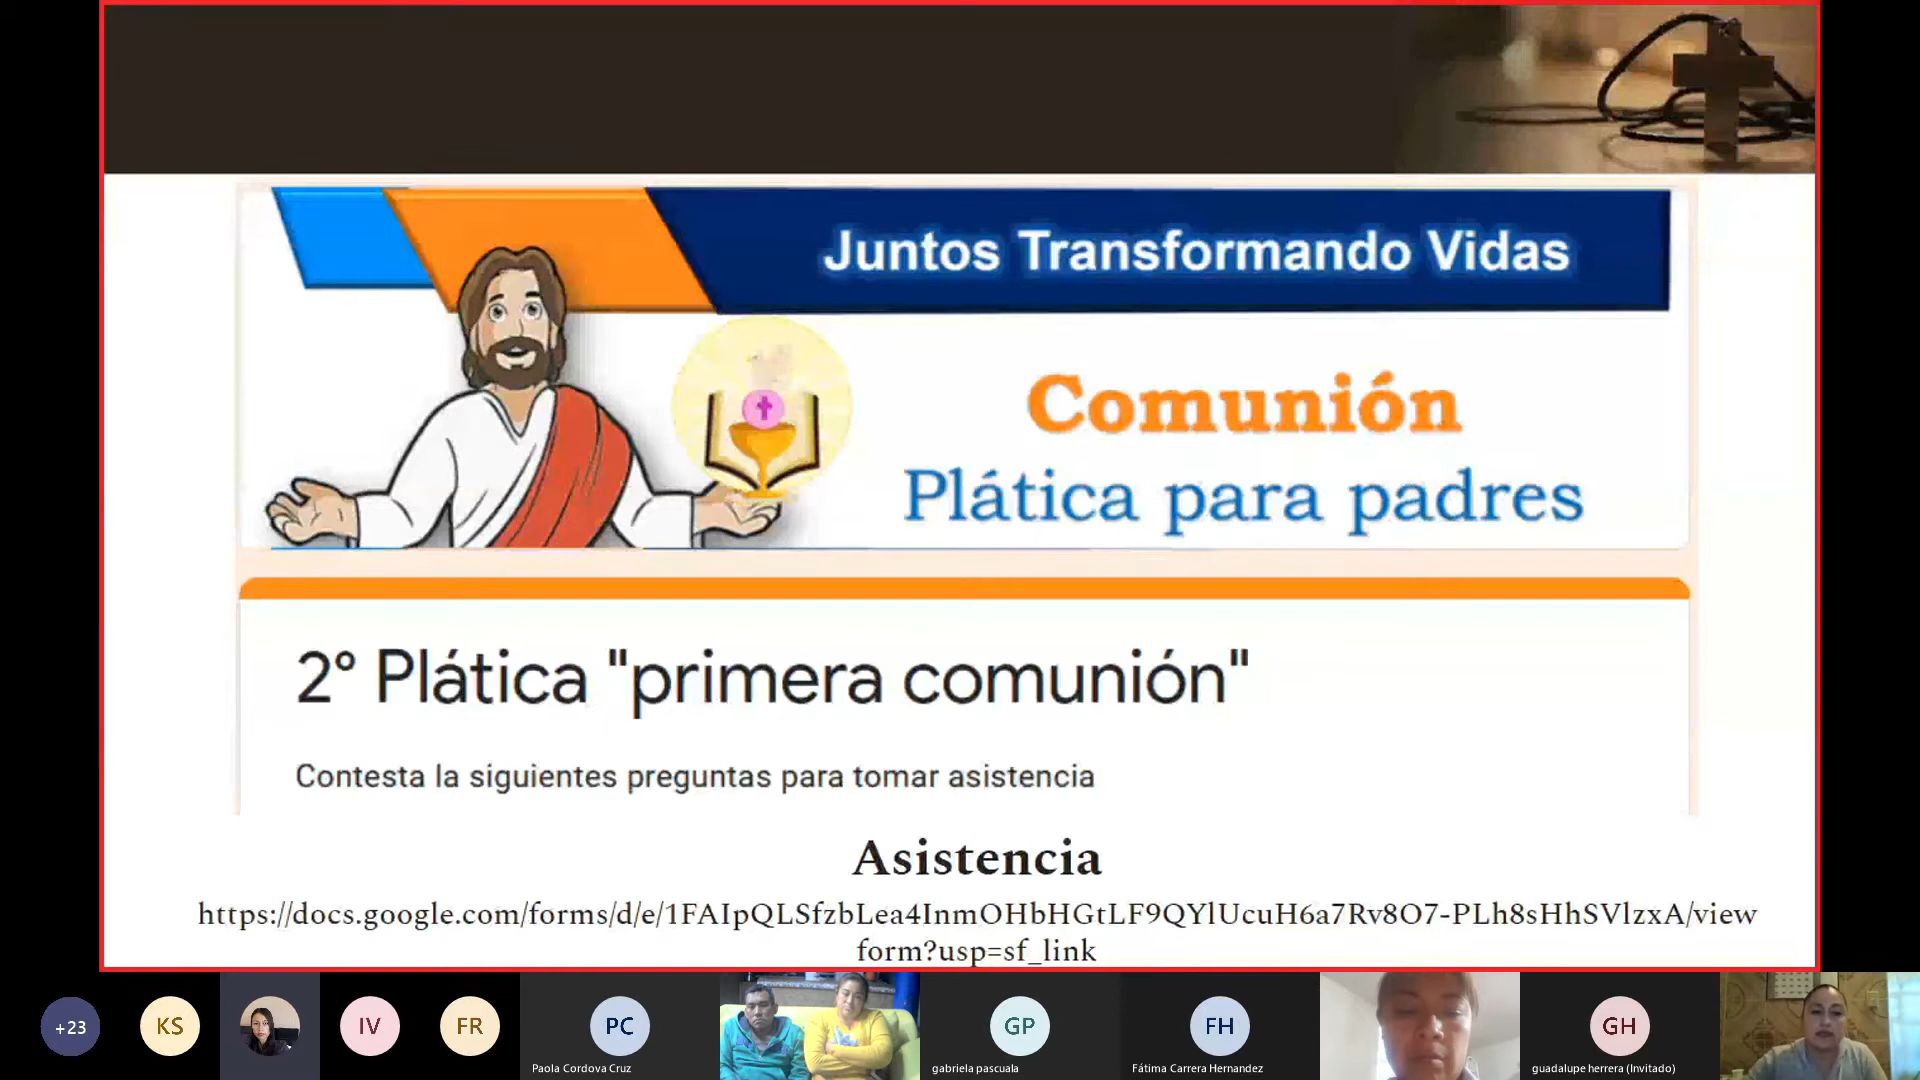 Juntos Transformando Vidas
Comunión
Plática para padres
2° Plática "primera comunión"
Contesta la siguientes preguntas para tomar asistencia
Asistencia
https://docs.google.com/forms/d/e/1FAIpQLSfzbLea4InmOHbHGtLF9QYlUcuH6a7Rv8O7-PLh8sHhSVlzxA/view
form?usp=sf_link
+23
KS
IV
FR
PC
Paola Cordova Cruz
GP
gabriela pascuala
FH
Fátima Carrera Hernandez
GH
guadalupe herrera (Invitado)